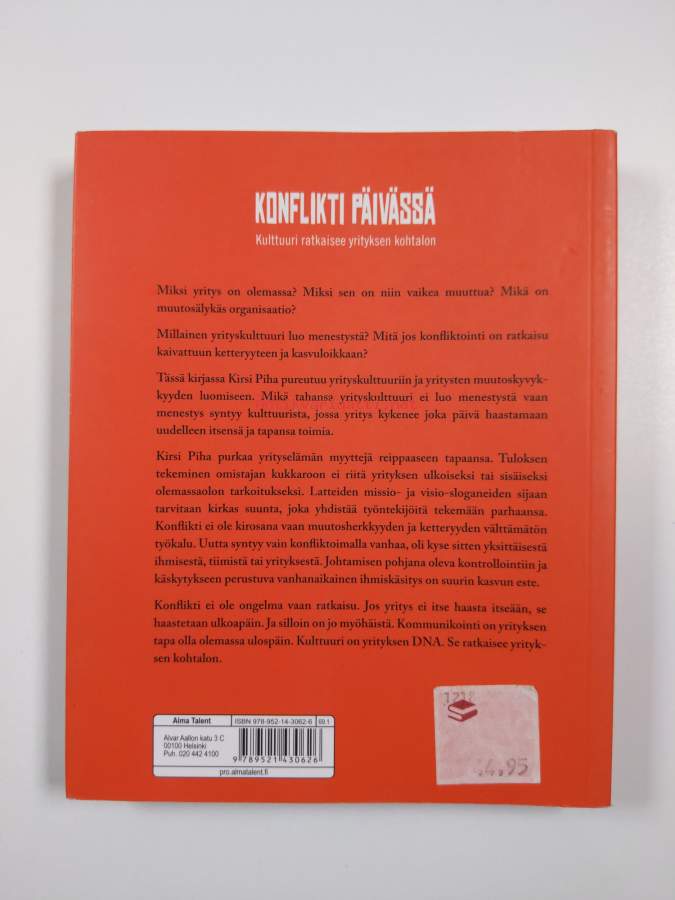 KONFLIKTI PÄIVÄSSÄ
Kulttuuri ratkaisee yrityksen kohtalon
Miksi yritys on olemassa? Miksi sen on niin vaikea muuttua? Mikä on
muutosälykäs organisaatio?
Millainen yrityskulttuuri luo menestystä? Mitä jos konfliktointi on ratkaisu
kaivattuun ketteryyteen ja kasvuloikkaan?
Tässä kirjassa Kirsi Piha pureutuu yrityskulttuuriin ja yritysten muutoskyvyk-
kyyden luomiseen. Mikä tahansa yrityskulttuuri ei luo menestystä vaan
menestys syntyy kulttuurista, jossa yritys kykenee joka päivä haastamaan
uudelleen itsensä ja tapansa toimia.
Kirsi Piha purkaa yrityselämän myyttejä reippaaseen tapaansa. Tuloksen
tekeminen omistajan kukkaroon ei riitä yrityksen ulkoiseksi tai sisäiseksi
olemassaolon tarkoitukseksi. Latteiden missio- ja visio-sloganeiden sijaan
tarvitaan kirkas suunta, joka yhdistää työntekijöitä tekemään parhaansa.
Konflikti ei ole kirosana vaan muutosherkkyyden ja ketteryyden välttämätön
työkalu. Uutta syntyy vain konfliktoimalla vanhaa, oli kyse sitten yksittäisestä
ihmisestä, tiimistä tai yrityksestä. Johtamisen pohjana oleva kontrollointiin ja
käskytykseen perustuva vanhanaikainen ihmiskäsitys on suurin kasvun este.
Konflikti ei ole ongelma vaan ratkaisu. Jos yritys ei itse haasta itseään, se
haastetaan ulkoapäin. Ja silloin on jo myöhäistä. Kommunikointi on yrityksen
tapa olla olemassa ulospäin. Kulttuuri on yrityksen DNA. Se ratkaisee yrityk-
sen kohtalon.
Alma Talent
Alvar Aallon katu 3 C
00100 Helsinki
Puh. 020 442 4100
ISBN 978-952-14-3062-6
69.1
9 789521 430626
pro.almatalent.fi